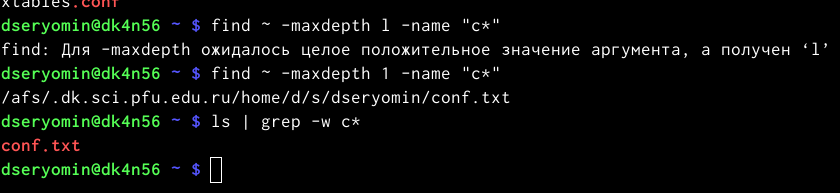 xtables.conf
dseryomin@dk4n56 ~ $ find ~ -maxdepth l -name "c*"
find: Для -maxdepth ожидалось целое положительное значение аргумента, а получен ‘l’
dseryomin@dk4n56 ~ $ find ~ -maxdepth 1 -name "c*"
/afs/.dk.sci.pfu.edu.ru/home/d/s/dseryomin/conf.txt
dseryomin@dk4n56 ~ $ ls | grep -w c*
conf.txt
dseryomin@dk4n56 ~ $